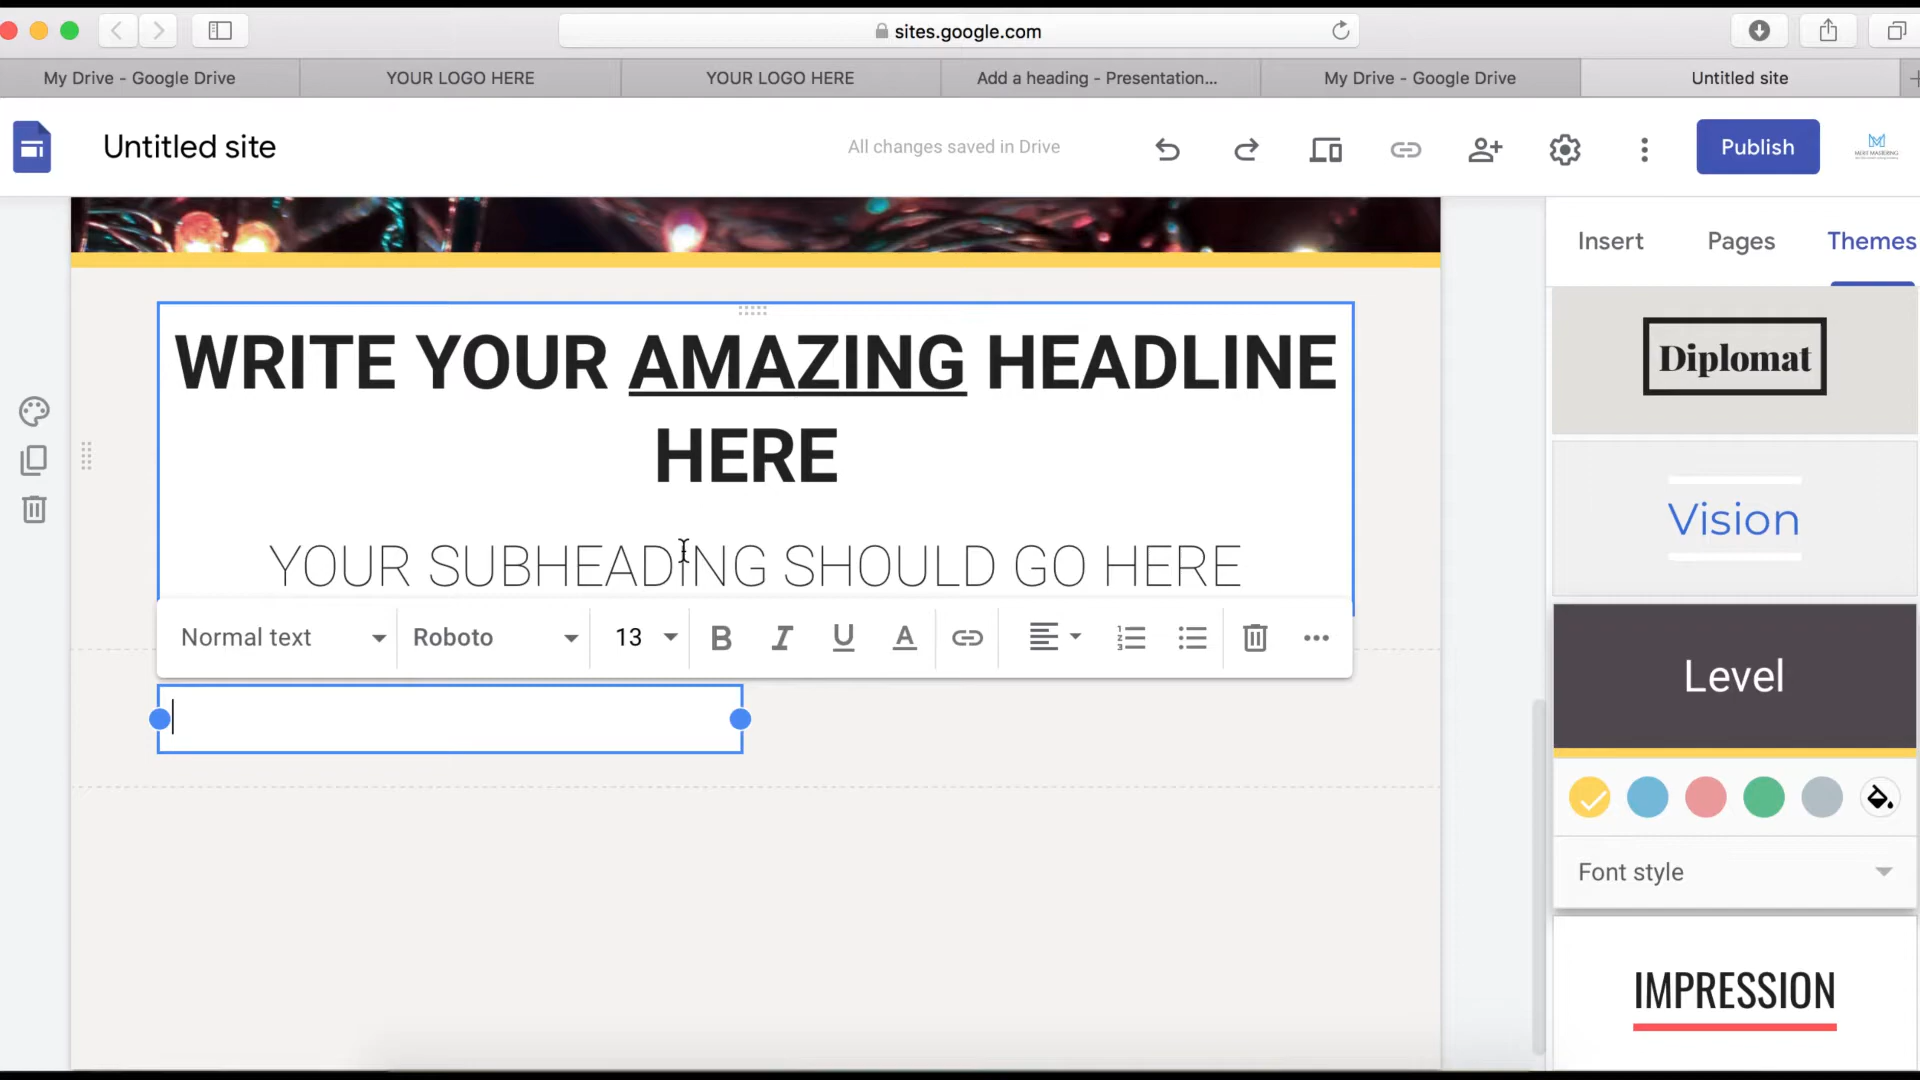 sites.google.com
My Drive - Google Drive
YOUR LOGO HERE
YOUR LOGO HERE
Add a heading - Presentation...
My Drive - Google Drive
Untitled site
Untitled site
All changes saved in Drive
Publish
Insert
Pages
Themes
WRITE YOUR AMAZING HEADLINE
HERE
YOUR SUBHEADING SHOULD GO HERE
Normal text
Roboto
13
B
I
U
A
Diplomat
Vision
Level
Font style
IMPRESSION